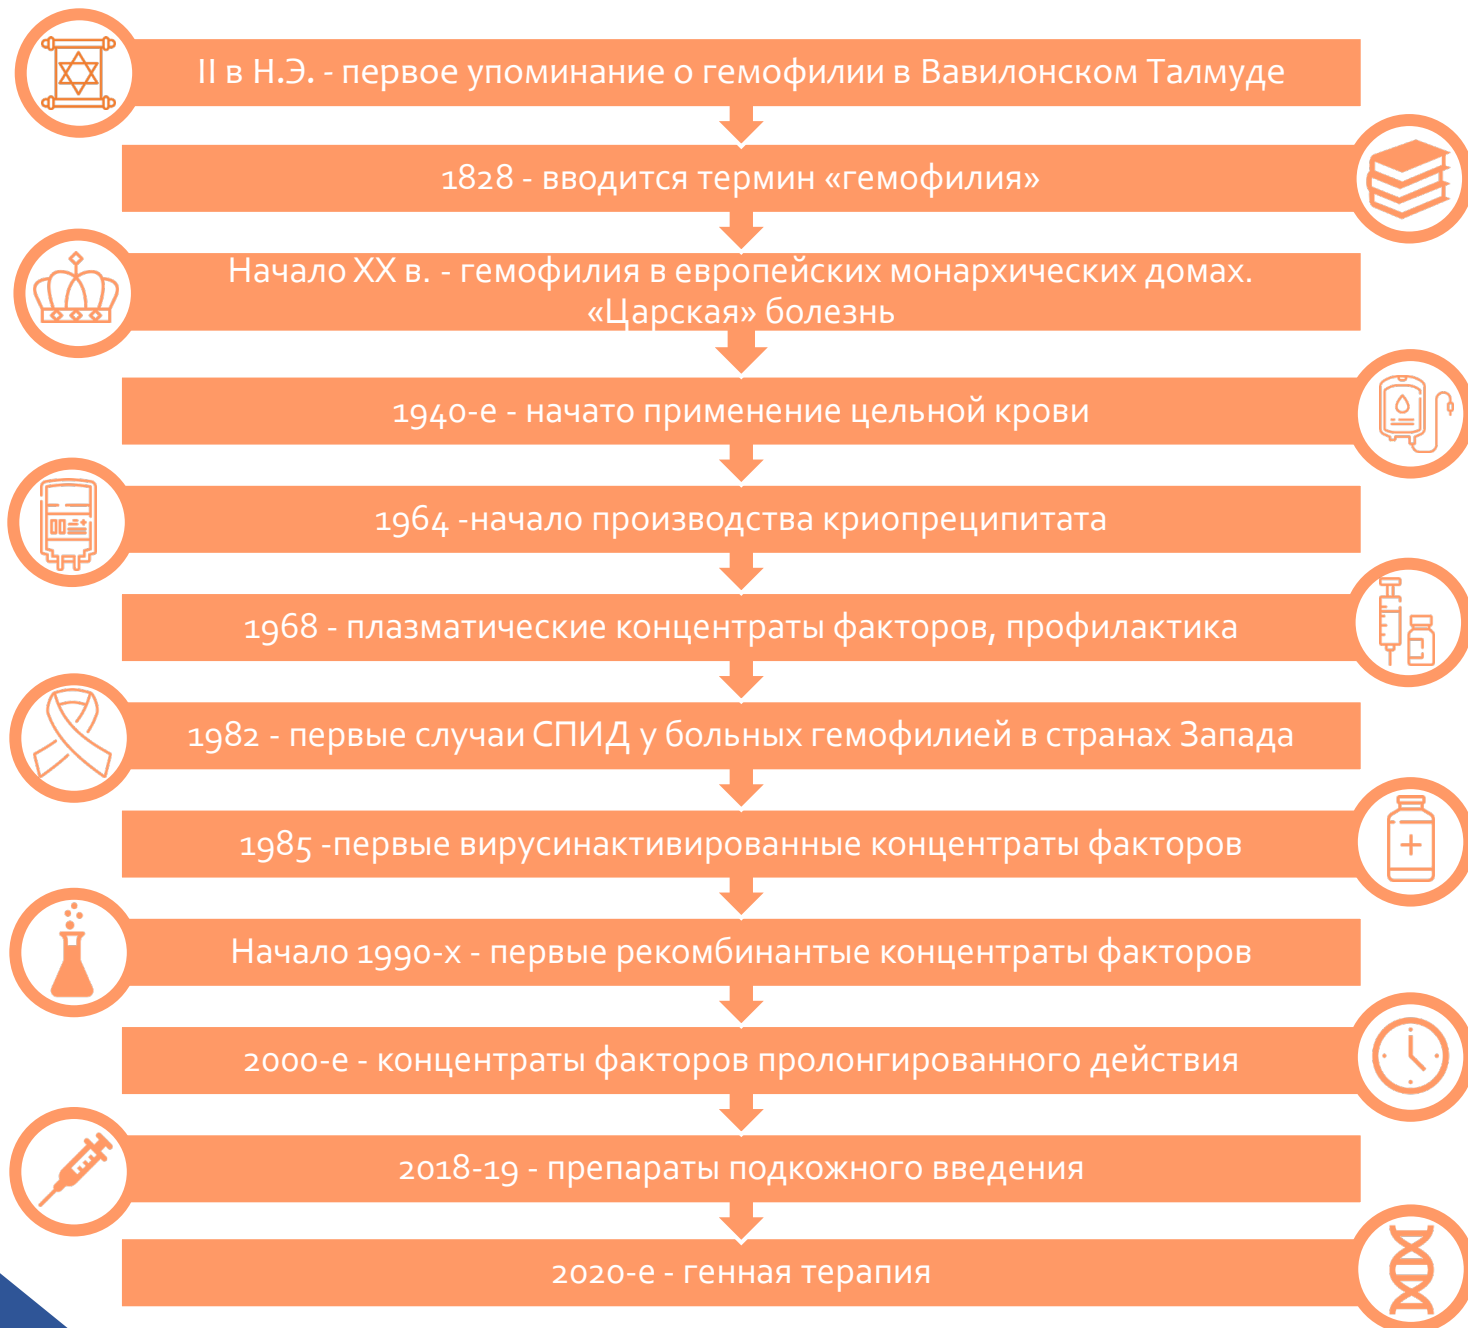 II в Н.Э. - первое упоминание о гемофилии в Вавилонском Талмуде
1828 - вводится термин «гемофилия»
Начало XX в. - гемофилия в европейских монархических домах.
«Царская» болезнь
1940-е - начато применение цельной крови
1964 -начало производства криопреципитата
1968 - плазматические концентраты факторов, профилактика
1982 - первые случаи СПИД у больных гемофилией в странах Запада
1985 -первые вирусинактивированные концентраты факторов
Начало 1990-х - первые рекомбинантые концентраты факторов
2000-е - концентраты факторов пролонгированного действия
2018-19 - препараты подкожного введения
2020-е - генная терапия